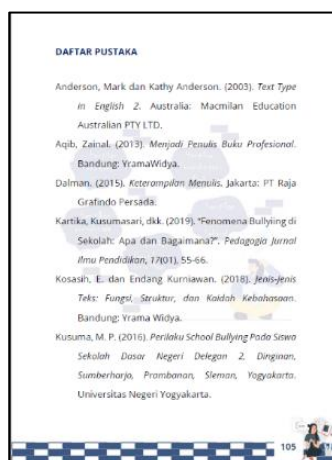 DAFTAR PUSTAKA
Anderson, Mark dan Kathy Anderson. (2003). Text Type
in English 2. Australia: Macmilan Education
Australian PTY LTD.
Aqib, Zainal. (2013). Menjadi Penulis Buku Profesional.
Bandung: YramaWidya.
Dalman. (2015). Keterampilan Menulis. Jakarta: PT Raja
Grafindo Persada.
Kartika, Kusumasari, dkk. (2019). “Fenomena Bullyiing di
Sekolah: Apa dan Bagaimana?”. Pedagogia Jurnal
Ilmu Pendidikan, 17(01), 55-66.
Kosasih, E. dan Endang Kurniawan. (2018). Jenis-Jenis
Teks: Fungsi, Struktur, dan Kaidah Kebahasaan.
Bandung: Yrama Widya.
Kusuma, M. P. (2016). Perilaku School Bullying Pada Siswa
Sekolah Dasar Negeri Delegan 2, Dinginan,
Sumberharjo, Prambanan, Sleman, Yogyakarta.
Universitas Negeri Yogyakarta.
105